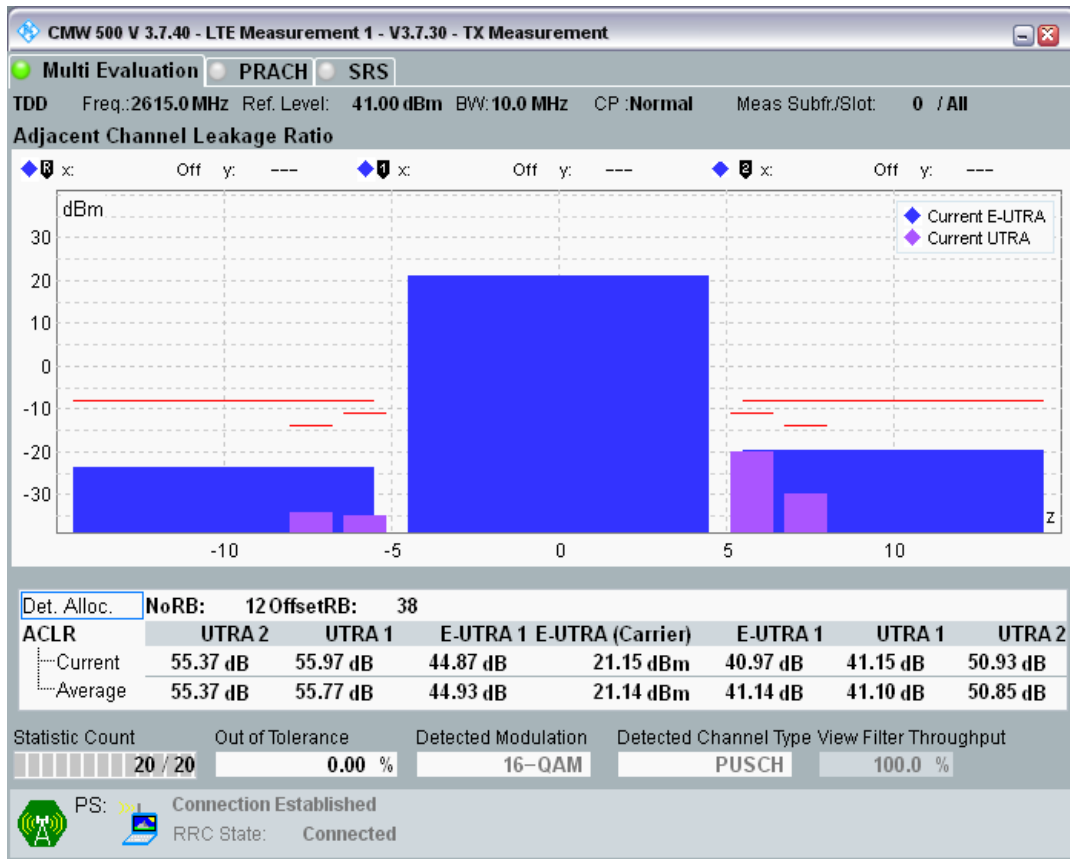 CMW 500 V 3.7.40 - LTE Measurement 1 - V3.7.30 - TX Measurement
Multi Evaluation PRACH SRS
TDD Freq.:2615.0 MHz Ref. Level: 41.00 dBm BW:10.0 MHz CP :Normal Meas Subfr./Slot: 0 / All
Adjacent Channel Leakage Ratio
R x: Off y: --- 1 x: Off y: --- 2 x: Off y: ---
dBm
Current E-UTRA
Current UTRA
30
20
10
0
-10
-20
-30
z
-10 -5 0 5 10
Det. Alloc. NoRB: 12 OffsetRB: 38
ACLR UTRA 2 UTRA 1 E-UTRA 1 E-UTRA (Carrier) E-UTRA 1 UTRA 1 UTRA 2
Current 55.37 dB 55.97 dB 44.87 dB 21.15 dBm 40.97 dB 41.15 dB 50.93 dB
Average 55.37 dB 55.77 dB 44.93 dB 21.14 dBm 41.14 dB 41.10 dB 50.85 dB
Statistic Count Out of Tolerance Detected Modulation Detected Channel Type View Filter Throughput
20 / 20 0.00 % 16-QAM PUSCH 100.0 %
PS: Connection Established
RRC State: Connected